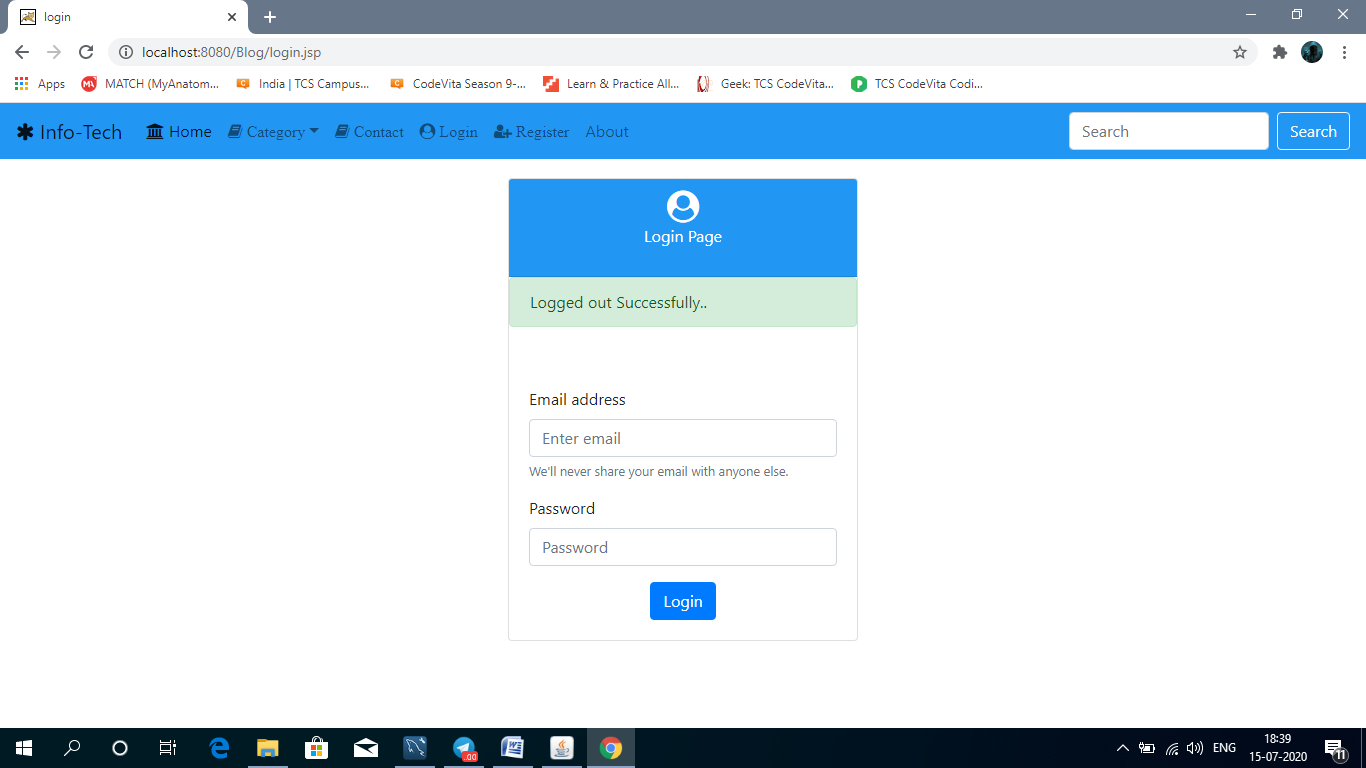 login
localhost:8080/Blog/login.jsp
Apps MATCH (MyAnatom... India | TCS Campus... CodeVita Season 9-... Learn & Practice All... Geek: TCS CodeVita... TCS CodeVita Codi...
Info-Tech Home Category Contact Login Register About Search Search
Login Page
Logged out Successfully..
Email address
Enter email
We'll never share your email with anyone else.
Password
Password
Login
ENG 18:39
15-07-2020 11